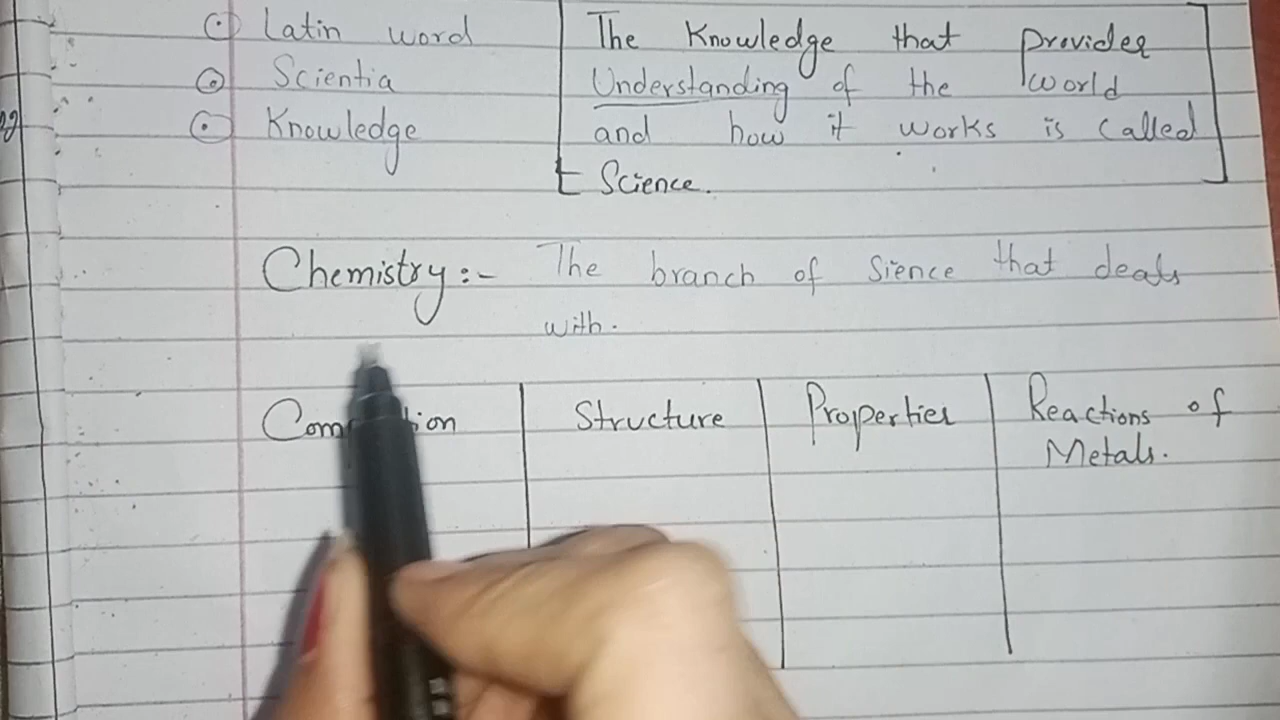 Latin word
Scientia
Knowledge
The Knowledge that provides
Understanding of the world
and how it works is called
Science.
Chemistry:- The branch of Sience that deals
with.
Structure Properties Reactions of
Metals.